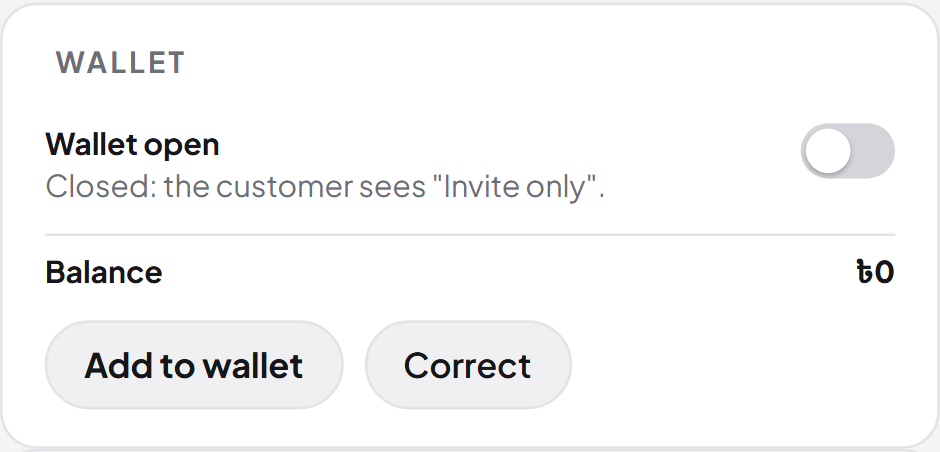 WALLET
Wallet open
Closed: the customer sees "Invite only".
Balance ৳0
Add to wallet Correct